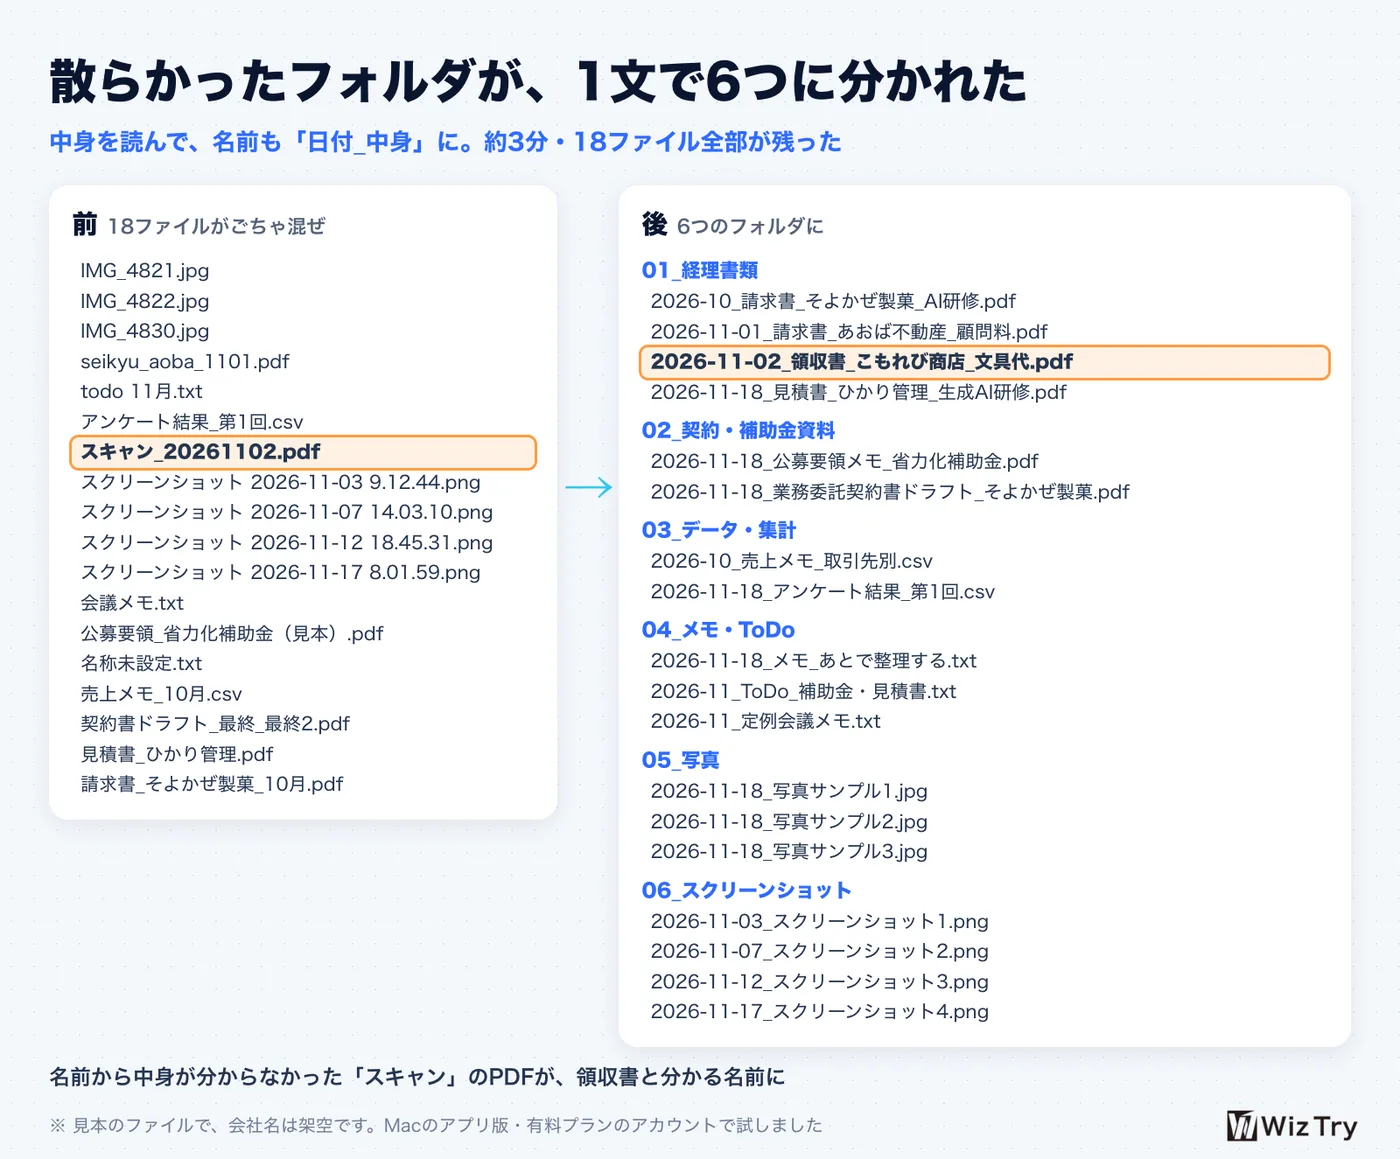 散らかったフォルダが、1文で6つに分かれた
中身を読んで、名前も「日付_中身」に。約3分・18ファイル全部が残った
前 18ファイルがごちゃ混ぜ
IMG_4821.jpg
IMG_4822.jpg
IMG_4830.jpg
seikyu_aoba_1101.pdf
todo 11月.txt
アンケート結果_第1回.csv
スキャン_20261102.pdf
スクリーンショット 2026-11-03 9.12.44.png
スクリーンショット 2026-11-07 14.03.10.png
スクリーンショット 2026-11-12 18.45.31.png
スクリーンショット 2026-11-17 8.01.59.png
会議メモ.txt
公募要領_省力化補助金（見本）.pdf
名称未設定.txt
売上メモ_10月.csv
契約書ドラフト_最終_最終2.pdf
見積書_ひかり管理.pdf
請求書_そよかぜ製菓_10月.pdf
後 6つのフォルダに
01_経理書類
2026-10_請求書_そよかぜ製菓_AI研修.pdf
2026-11-01_請求書_あおば不動産_顧問料.pdf
2026-11-02_領収書_こもれび商店_文具代.pdf
2026-11-18_見積書_ひかり管理_生成AI研修.pdf
02_契約・補助金資料
2026-11-18_公募要領メモ_省力化補助金.pdf
2026-11-18_業務委託契約書ドラフト_そよかぜ製菓.pdf
03_データ・集計
2026-10_売上メモ_取引先別.csv
2026-11-18_アンケート結果_第1回.csv
04_メモ・ToDo
2026-11-18_メモ_あとで整理する.txt
2026-11_ToDo_補助金・見積書.txt
2026-11_定例会議メモ.txt
05_写真
2026-11-18_写真サンプル1.jpg
2026-11-18_写真サンプル2.jpg
2026-11-18_写真サンプル3.jpg
06_スクリーンショット
2026-11-03_スクリーンショット1.png
2026-11-07_スクリーンショット2.png
2026-11-12_スクリーンショット3.png
2026-11-17_スクリーンショット4.png
名前から中身が分からなかった「スキャン」のPDFが、領収書と分かる名前に
※ 見本のファイルで、会社名は架空です。Macのアプリ版・有料プランのアカウントで試しました
Wiz Try